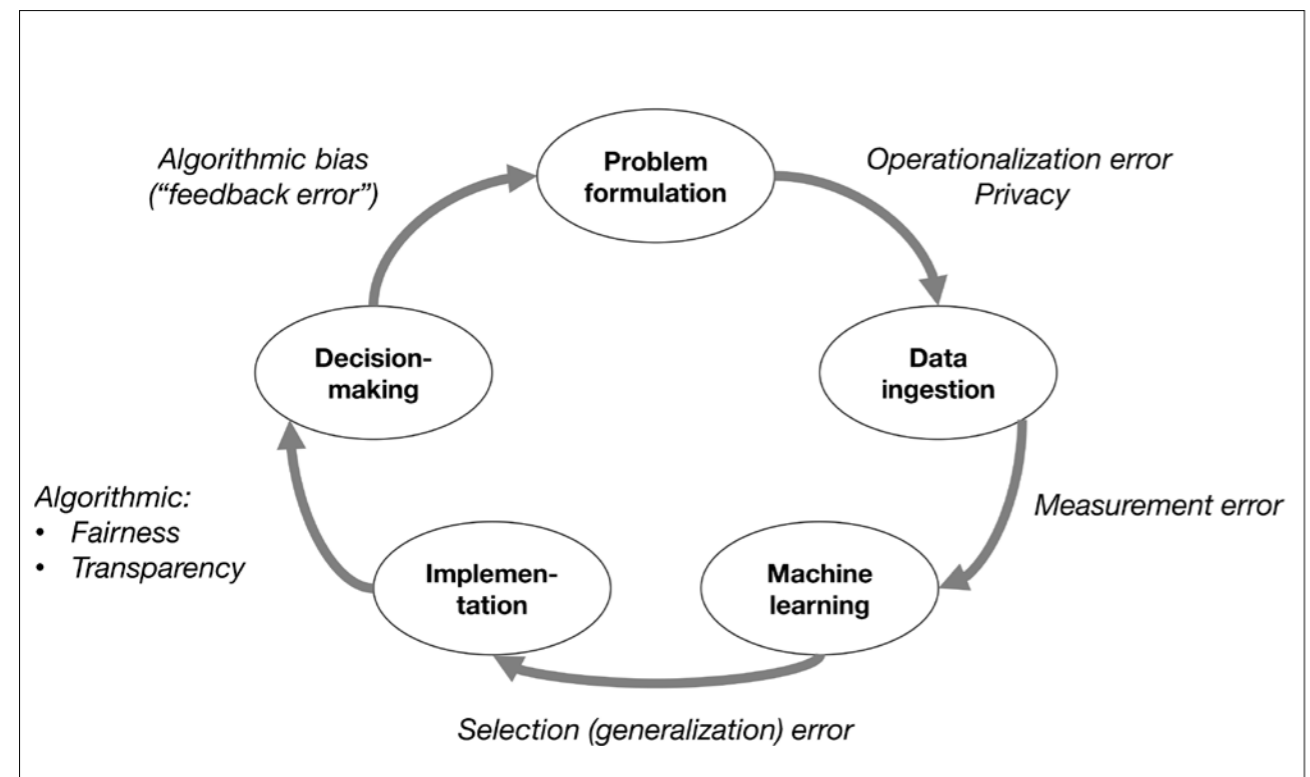 Problem
formulation
Operationalization error
Privacy
Data
ingestion
Measurement error
Machine
learning
Selection (generalization) error
Implemen-
tation
Algorithmic:
• Fairness
• Transparency
Decision-
making
Algorithmic bias
(“feedback error”)